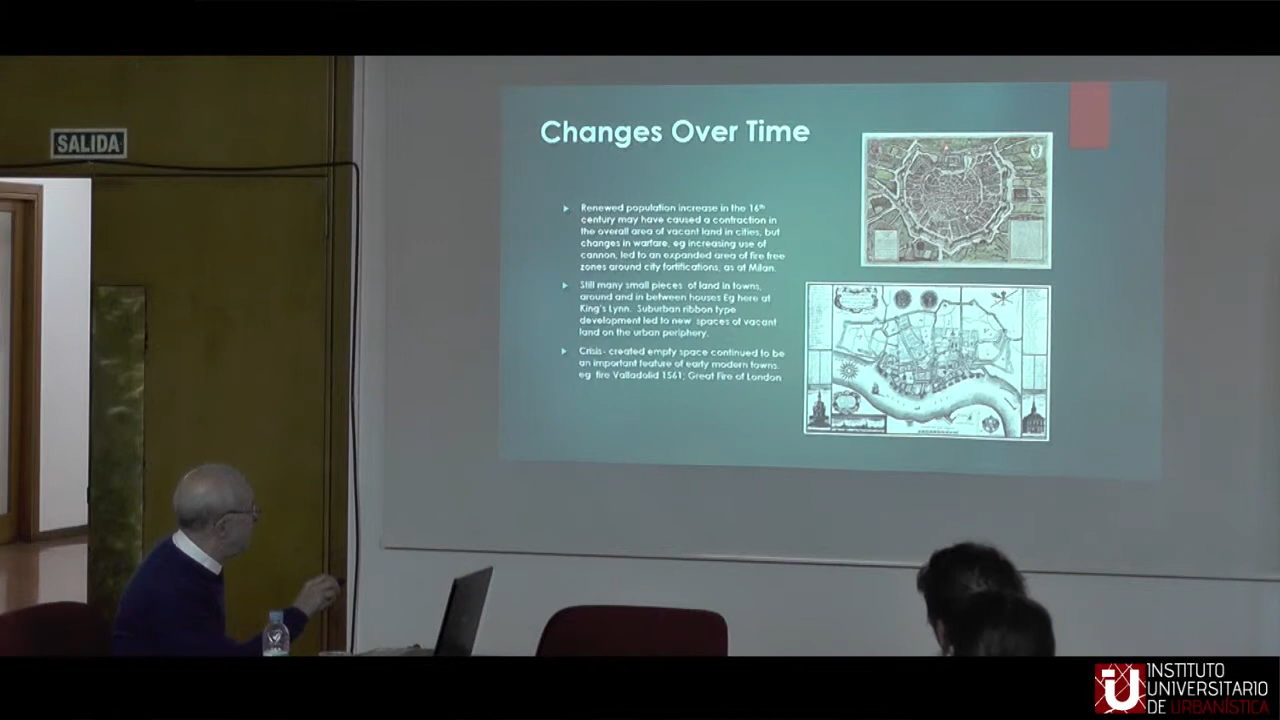 SALIDA
Changes Over Time
Renewed population increase in the 16th
century may have caused a contraction in
the overall area of vacant land in cities, but
changes in warfare, eg increasing use of
cannon, led to an expanded area of fire free
zones around city fortifications, as at Milan.
Still many small pieces of land in towns,
around and in between houses Eg here at
King's Lynn. Suburban ribbon type
development led to new spaces of vacant
land on the urban periphery.
Crisis- created empty space continued to be
an important feature of early modern towns.
eg fire Valladolid 1561; Great Fire of London
INSTITUTO
UNIVERSITARIO
DE URBANÍSTICA